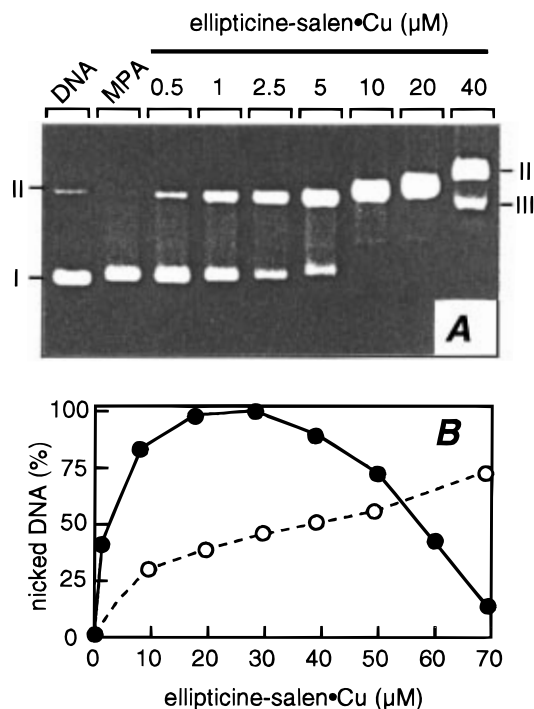 ellipticine-salen•Cu (µM)
DNA MPA 0.5 1 2.5 5 10 20 40
II II
III
I
A
100 B
75
50
25
0
nicked DNA (%)
0 10 20 30 40 50 60 70
ellipticine-salen•Cu (µM)